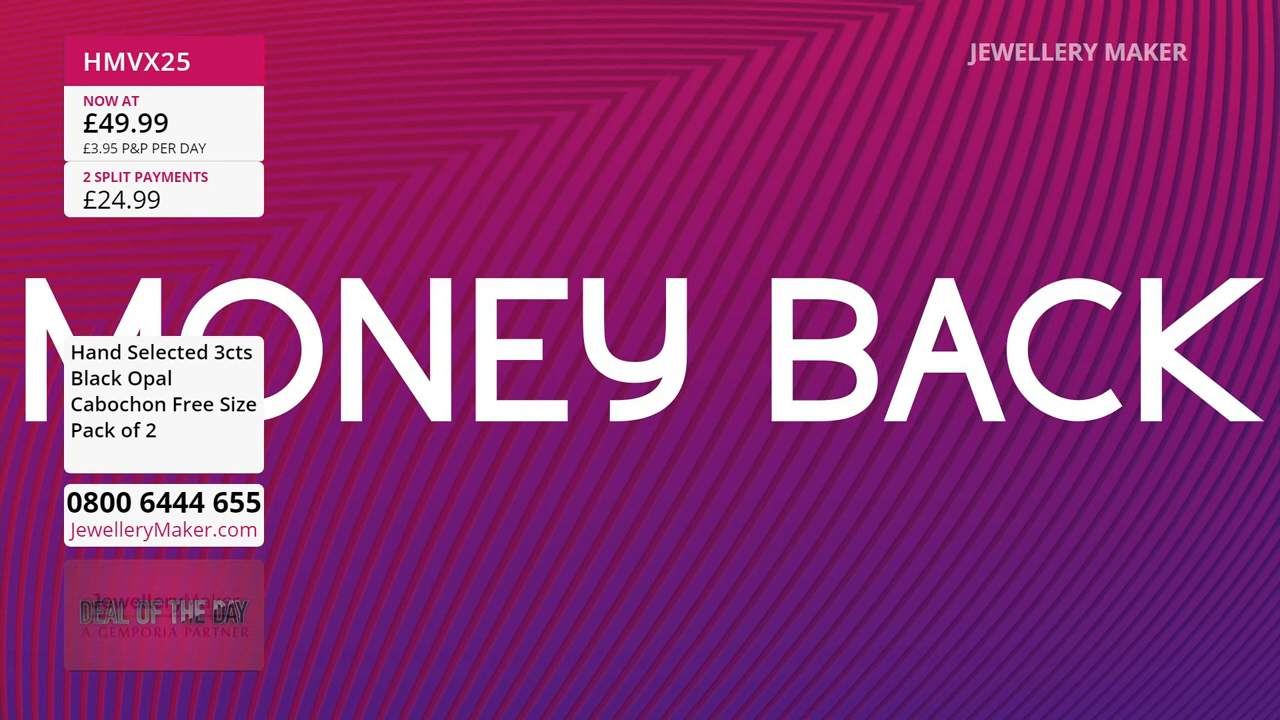 HMVX25
JEWELLERY MAKER
NOW AT
£49.99
£3.95 P&P PER DAY
2 SPLIT PAYMENTS
£24.99
MONEY BACK
Hand Selected 3cts
Black Opal
Cabochon Free Size
Pack of 2
0800 6444 655
JewelleryMaker.com
JewelleryMaker
DEAL OF THE DAY
A GEMPORIA PARTNER